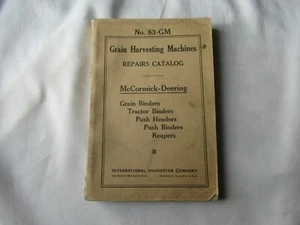 No. 83-GM
Grain Harvesting Machines
REPAIRS CATALOG
McCormick-Deering
Grain Binders
Tractor Binders
Push Headers
Push Binders
Reapers
INTERNATIONAL HARVESTER COMPANY